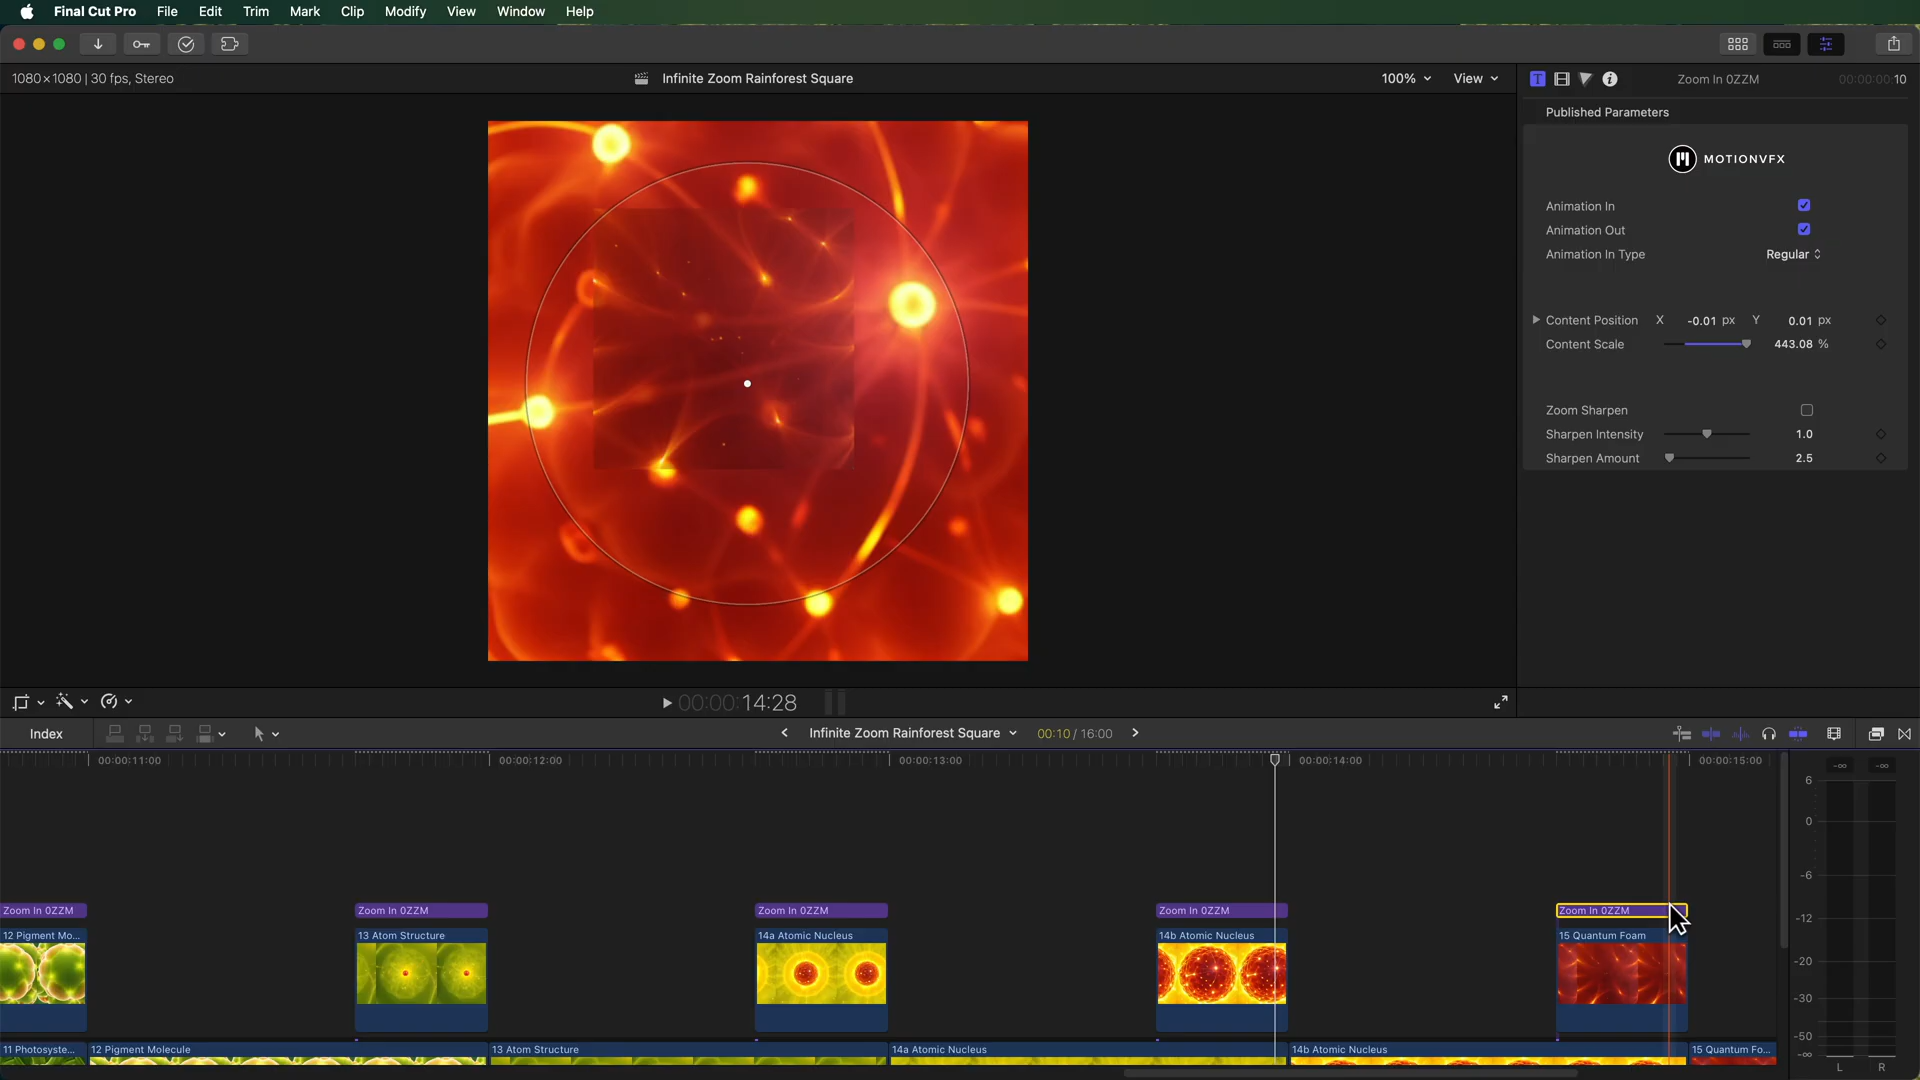 Final Cut Pro File Edit Trim Mark Clip Modify View Window Help
1080×1080 | 30 fps, Stereo
Infinite Zoom Rainforest Square
100%
View
T
Zoom In 0ZZM
00:00:00:10
Published Parameters
MOTIONVFX
Animation In
Animation Out
Animation In Type Regular
Content Position X -0.01 px Y 0.01 px
Content Scale 443.08 %
Zoom Sharpen
Sharpen Intensity 1.0
Sharpen Amount 2.5
00:00:00:14:28
Index
Infinite Zoom Rainforest Square
00:10 / 16:00
00:00:11:00 00:00:12:00 00:00:13:00 00:00:14:00 00:00:15:00
Zoom In 0ZZM Zoom In 0ZZM Zoom In 0ZZM Zoom In 0ZZM Zoom In 0ZZM
12 Pigment Mo... 13 Atom Structure 14a Atomic Nucleus 14b Atomic Nucleus 15 Quantum Foam
11 Photosyste... 12 Pigment Molecule 13 Atom Structure 14a Atomic Nucleus 14b Atomic Nucleus 15 Quantum Fo...
-∞ -∞
6
0
-6
-12
-20
-30
-50
-∞
L R